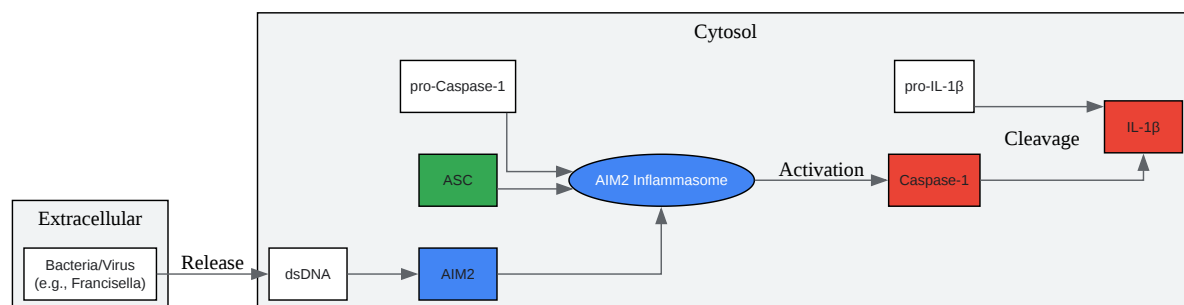 Cytosol
pro-Caspase-1
pro-IL-1β
IL-1β
Cleavage
ASC
AIM2 Inflammasome
Activation
Caspase-1
Extracellular
Bacteria/Virus
(e.g., Francisella)
Release
dsDNA
AIM2